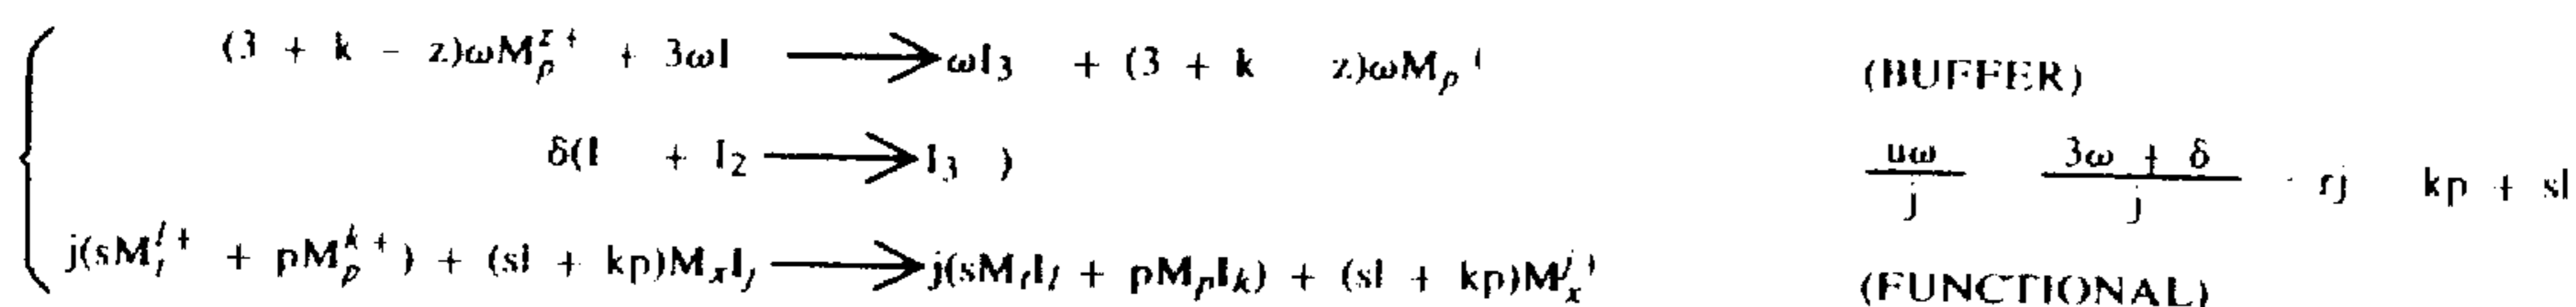 (3 + k - z)ωM_p^{z+} + 3ωI ⟶ ωI_3 + (3 + k z)ωM_p (BUFFER)
δ(I + I_2 ⟶ I_3 ) uω/j 3ω + δ/j rj kp + sl
j(sM_l^{l+} + pM_p^{k+}) + (sl + kp)M_xI_j ⟶ j(sM_lI_l + pM_pI_k) + (sl + kp)M_x^{j+} (FUNCTIONAL)